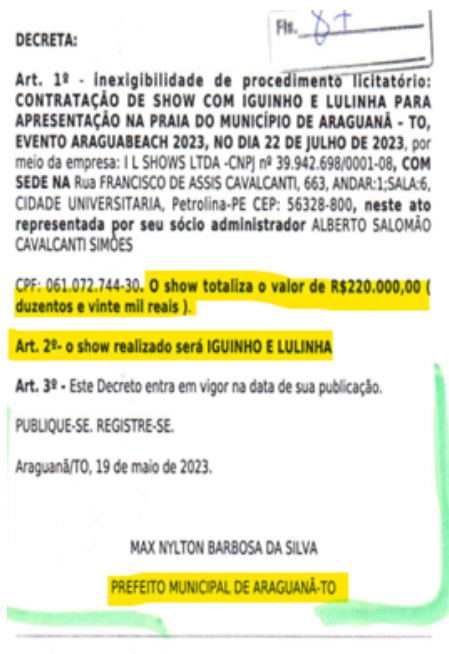 Fls. 87
DECRETA:
Art. 1º - inexigibilidade de procedimento licitatório:
CONTRATAÇÃO DE SHOW COM IGUINHO E LULINHA PARA
APRESENTAÇÃO NA PRAIA DO MUNICÍPIO DE ARAGUANÃ - TO,
EVENTO ARAGUABEACH 2023, NO DIA 22 DE JULHO DE 2023, por
meio da empresa: I L SHOWS LTDA -CNPJ nº 39.942.698/0001-08, COM
SEDE NA Rua FRANCISCO DE ASSIS CAVALCANTI, 663, ANDAR:1;SALA:6,
CIDADE UNIVERSITARIA, Petrolina-PE CEP: 56328-800, neste ato
representada por seu sócio administrador ALBERTO SALOMÃO
CAVALCANTI SIMÕES
CPF: 061.072.744-30. O show totaliza o valor de R$220.000,00 (
duzentos e vinte mil reais ).
Art. 2º- o show realizado será IGUINHO E LULINHA
Art. 3º - Este Decreto entra em vigor na data de sua publicação.
PUBLIQUE-SE. REGISTRE-SE.
Araguanã/TO, 19 de maio de 2023.
MAX NYLTON BARBOSA DA SILVA
PREFEITO MUNICIPAL DE ARAGUANÃ-TO